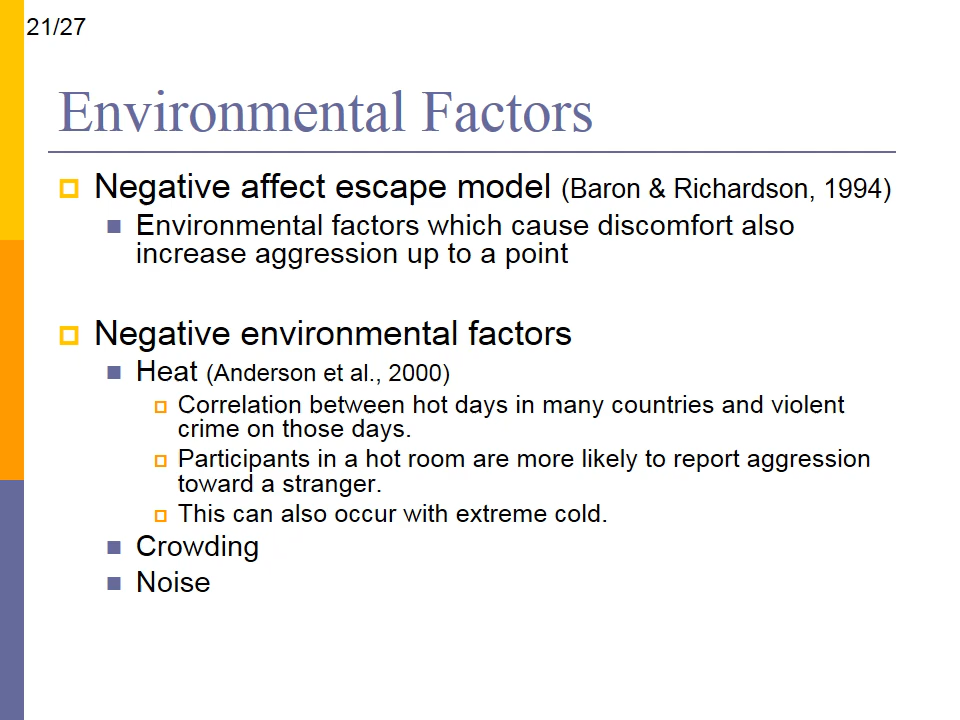 21/27
Environmental Factors
Negative affect escape model (Baron & Richardson, 1994)
Environmental factors which cause discomfort also
increase aggression up to a point
Negative environmental factors
Heat (Anderson et al., 2000)
Correlation between hot days in many countries and violent
crime on those days.
Participants in a hot room are more likely to report aggression
toward a stranger.
This can also occur with extreme cold.
Crowding
Noise